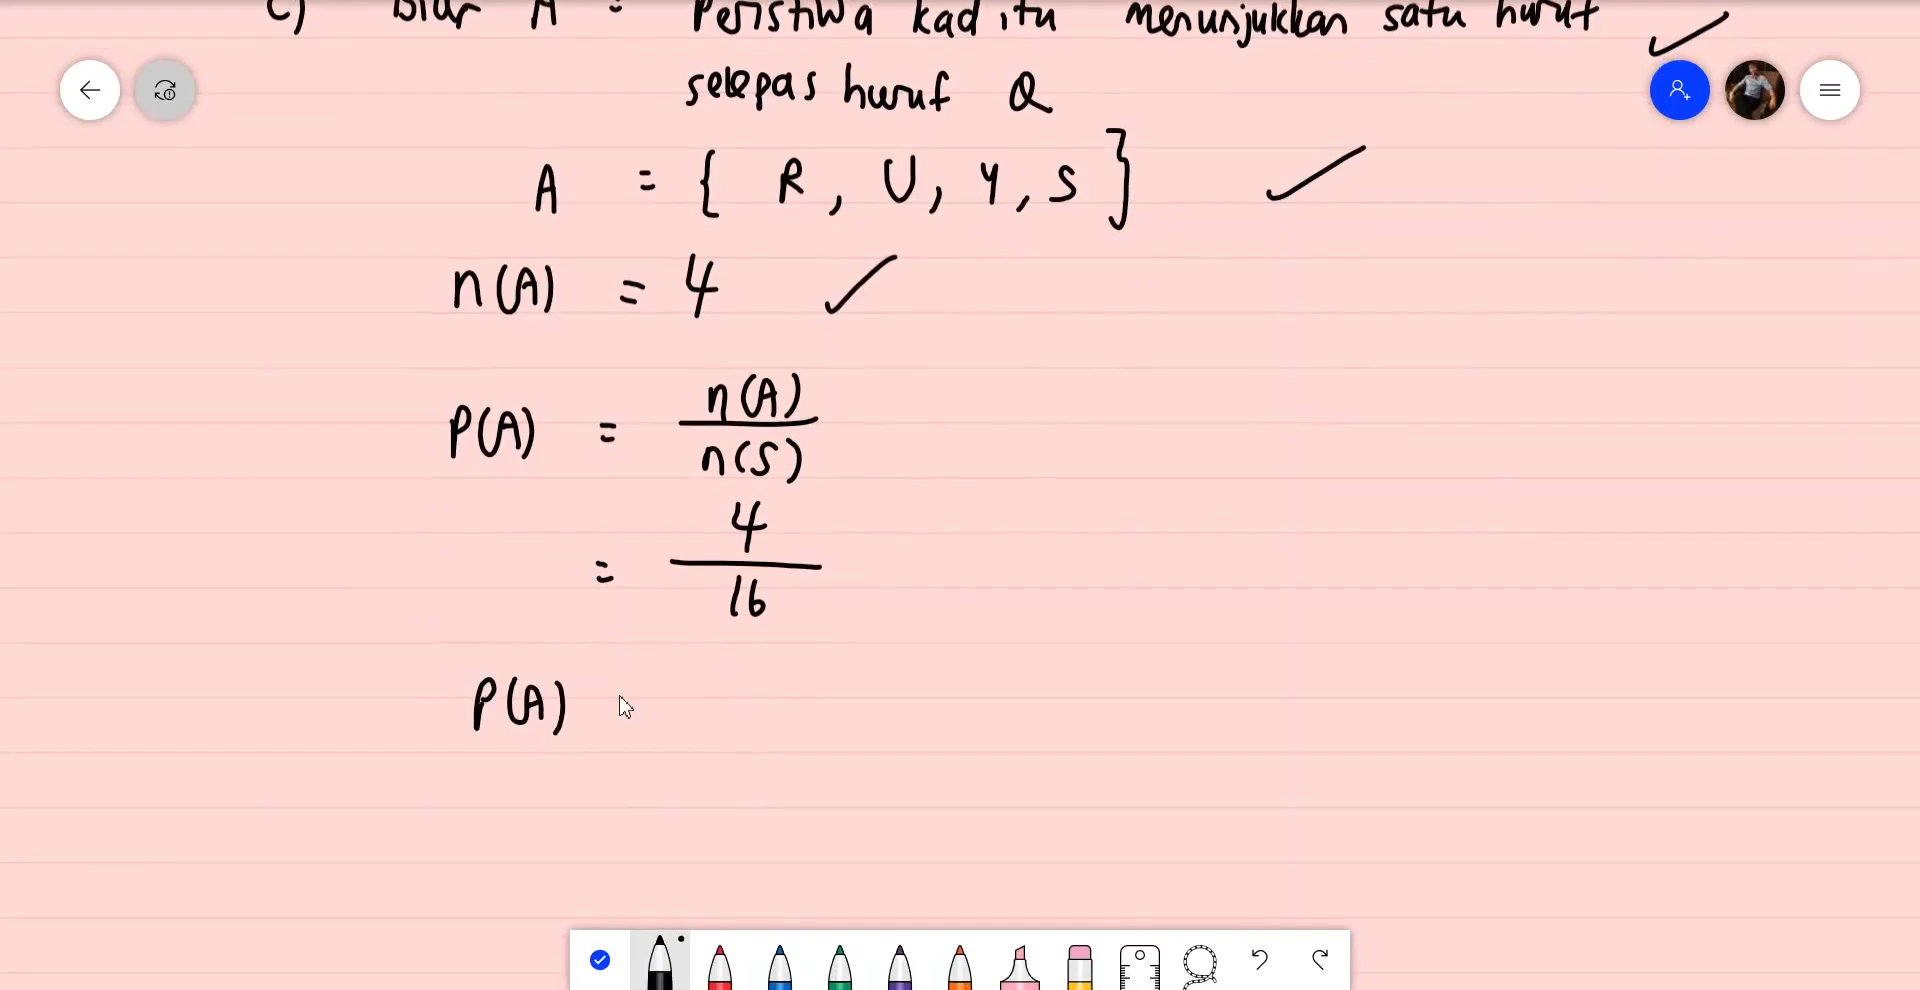 c) Biar A = Peristiwa kad itu menunjukkan satu huruf
selepas huruf Q
A = { R, U, Y, S }
n(A) = 4
P(A) = n(A)
n(S)
= 4
16
P(A)